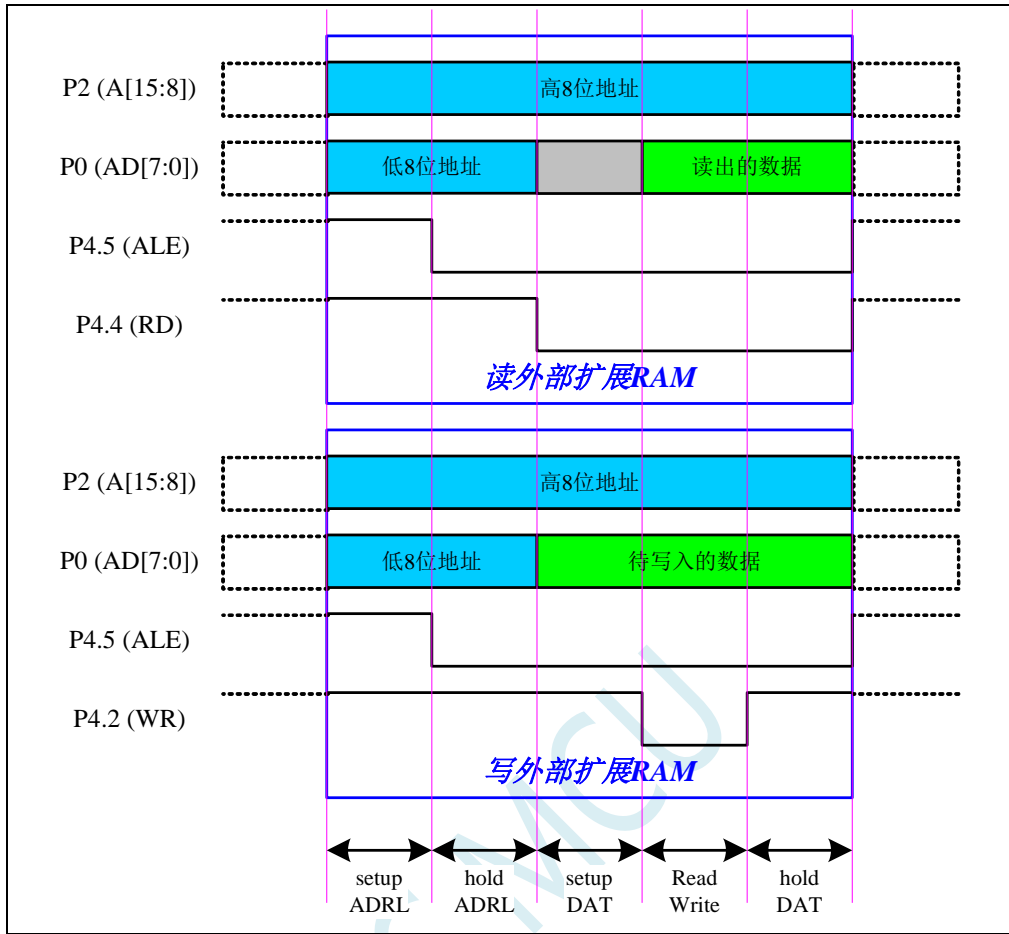 P2 (A[15:8])
高8位地址
P0 (AD[7:0])
低8位地址
读出的数据
P4.5 (ALE)
P4.4 (RD)
读外部扩展RAM
P2 (A[15:8])
高8位地址
P0 (AD[7:0])
低8位地址
待写入的数据
P4.5 (ALE)
P4.2 (WR)
写外部扩展RAM
setup
ADRL
hold
ADRL
setup
DAT
Read
Write
hold
DAT
MCU